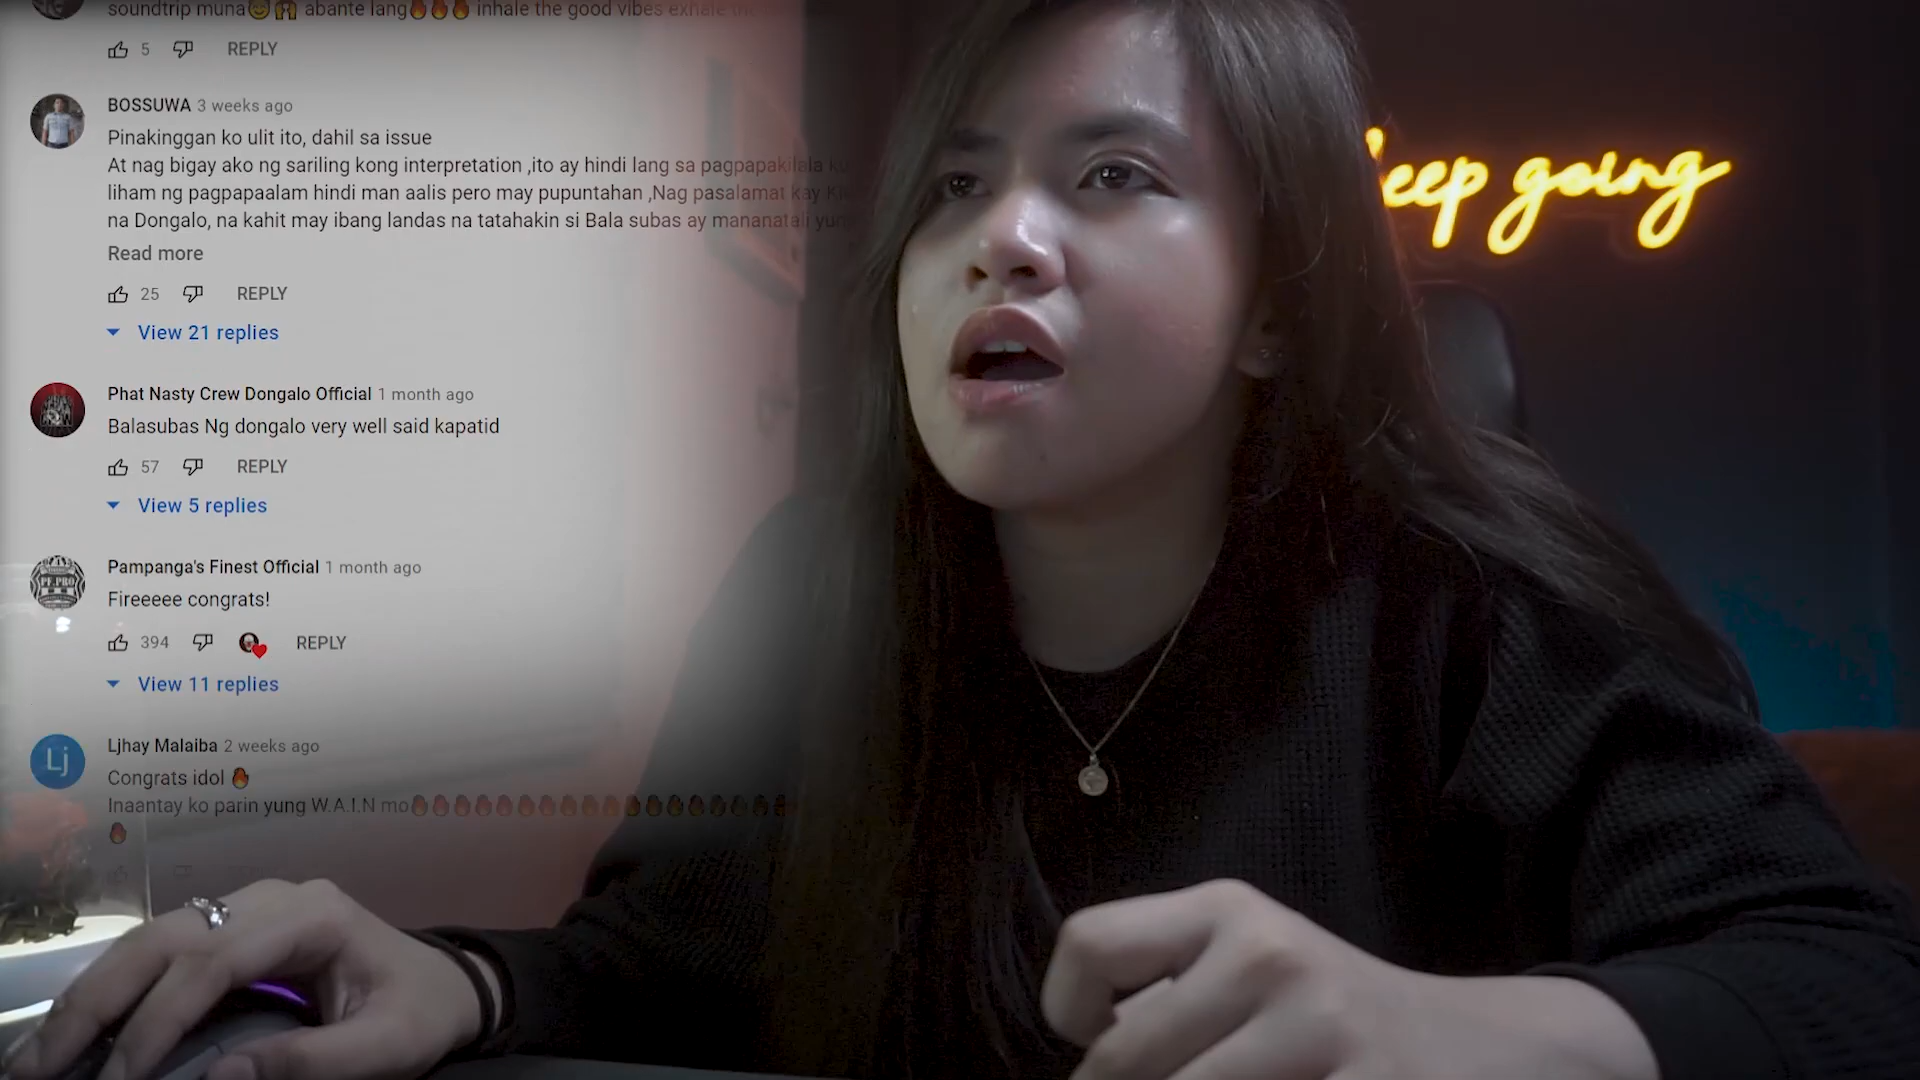 soundtrip muna😊🙌 abante lang🔥🔥🔥 inhale the good vibes exhale the
5 REPLY
BOSSUWA 3 weeks ago
Pinakinggan ko ulit ito, dahil sa issue
At nag bigay ako ng sariling kong interpretation ,ito ay hindi lang sa pagpapakilala
liham ng pagpapaalam hindi man aalis pero may pupuntahan ,Nag pasalamat kay
na Dongalo, na kahit may ibang landas na tatahakin si Bala subas ay mananatali
Read more
25 REPLY
View 21 replies
Phat Nasty Crew Dongalo Official 1 month ago
Balasubas Ng dongalo very well said kapatid
57 REPLY
View 5 replies
Pampanga's Finest Official 1 month ago
Fireeeee congrats!
394 REPLY
View 11 replies
Lj
Ljhay Malaiba 2 weeks ago
Congrats idol 🔥
Inaantay ko parin yung W.A.I.N mo🔥🔥🔥🔥🔥🔥🔥🔥🔥🔥🔥🔥🔥🔥🔥🔥🔥🔥
🔥
PF.PRO
eep going